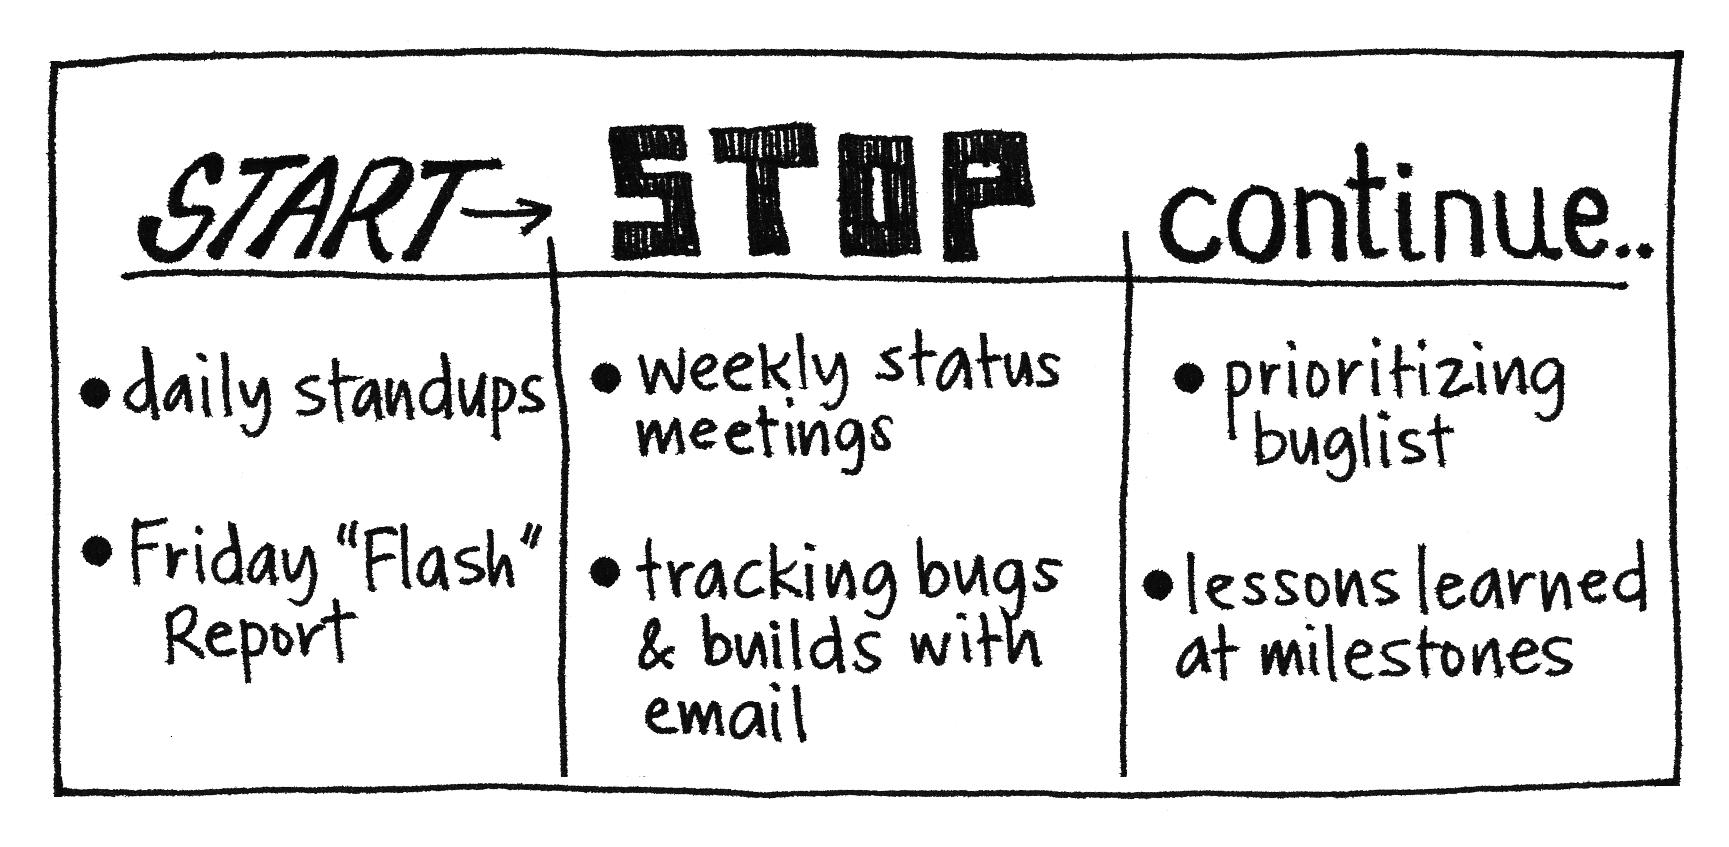 START→
• daily standups
• Friday "Flash"
Report
STOP
• weekly status
meetings
• tracking bugs
& builds with
email
continue..
• prioritizing
buglist
• lessons learned
at milestones